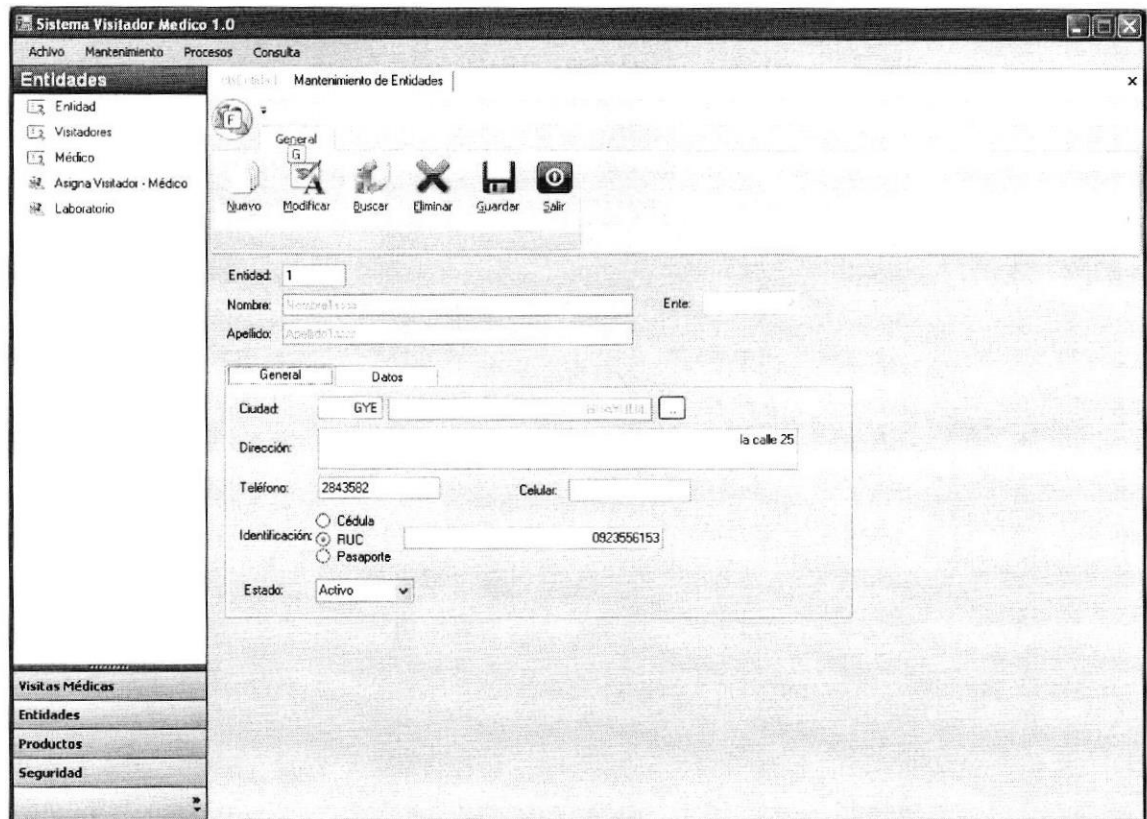 Sistema Visitador Medico 1.0
Achivo Mantenimiento Procesos Consulta
Entidades
Entidad
Visitadores
Médico
Asigna Visitador - Médico
Laboratorio
Mantenimiento de Entidades
F
General
G
Nuevo Modificar Buscar Eliminar Guardar Salir
Entidad: 1
Nombre: Ente:
Apellido:
General Datos
Ciudad: GYE ..
Dirección: la calle 25
Teléfono: 2843582 Celular:
Cédula
Identificación: RUC 0923556153
Pasaporte
Estado: Activo
Visitas Médicas
Entidades
Productos
Seguridad